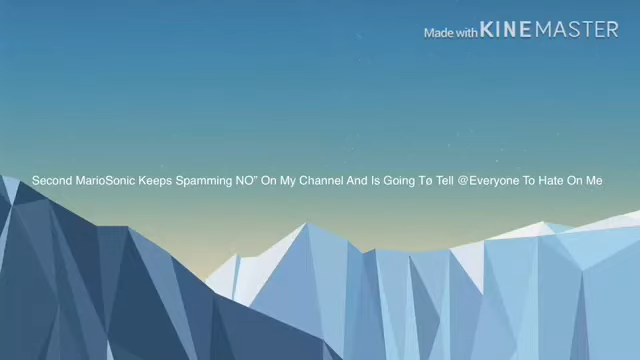 Made with KINEMASTER
Second MarioSonic Keeps Spamming NO” On My Channel And Is Going Tø Tell @Everyone To Hate On Me